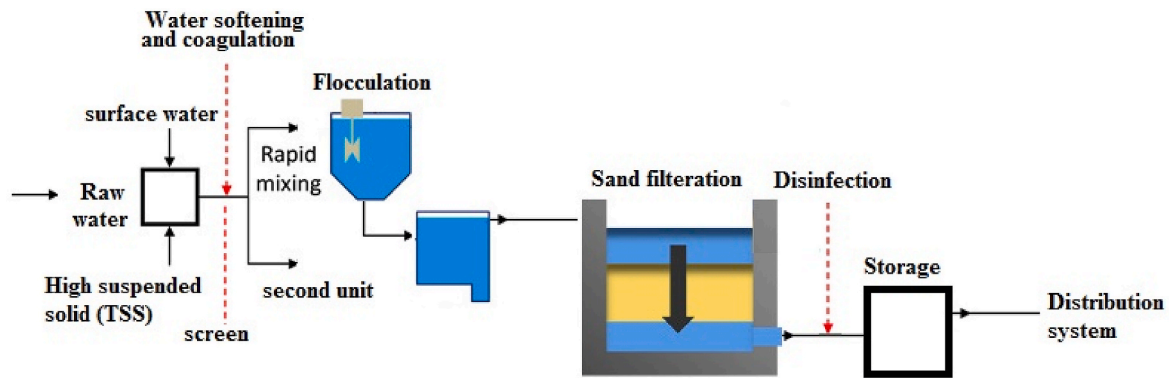 Water softening
and coagulation
Flocculation
surface water
Rapid
mixing
Raw
water
Sand filteration
Disinfection
High suspended
solid (TSS)
second unit
screen
Storage
Distribution
system